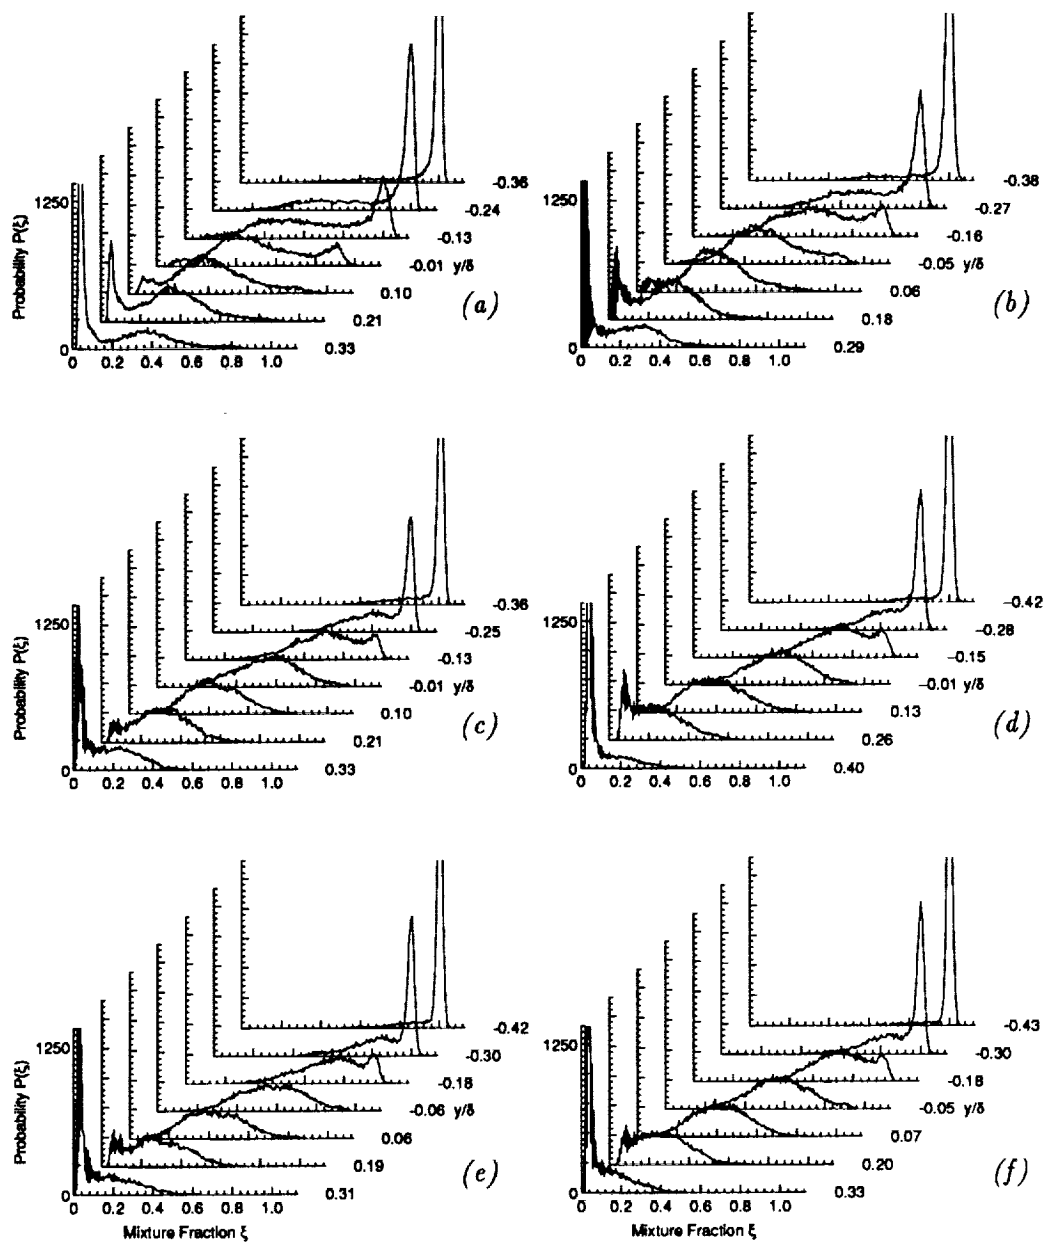 Probability P(ξ)
1250
0
0 0.2 0.4 0.6 0.8 1.0
-0.36
-0.24
-0.13
-0.01 y/δ
0.10
0.21
0.33
(a)
1250
0
0 0.2 0.4 0.6 0.8 1.0
-0.38
-0.27
-0.16
-0.05 y/δ
0.06
0.18
0.29
(b)
Probability P(ξ)
1250
0
0 0.2 0.4 0.6 0.8 1.0
-0.36
-0.25
-0.13
-0.01 y/δ
0.10
0.21
0.33
(c)
1250
0
0 0.2 0.4 0.6 0.8 1.0
-0.42
-0.28
-0.15
-0.01 y/δ
0.13
0.26
0.40
(d)
Probability P(ξ)
1250
0
0 0.2 0.4 0.6 0.8 1.0
Mixture Fraction ξ
-0.42
-0.30
-0.18
-0.06 y/δ
0.06
0.19
0.31
(e)
1250
0
0 0.2 0.4 0.6 0.8 1.0
Mixture Fraction ξ
-0.43
-0.30
-0.18
-0.05 y/δ
0.07
0.20
0.33
(f)